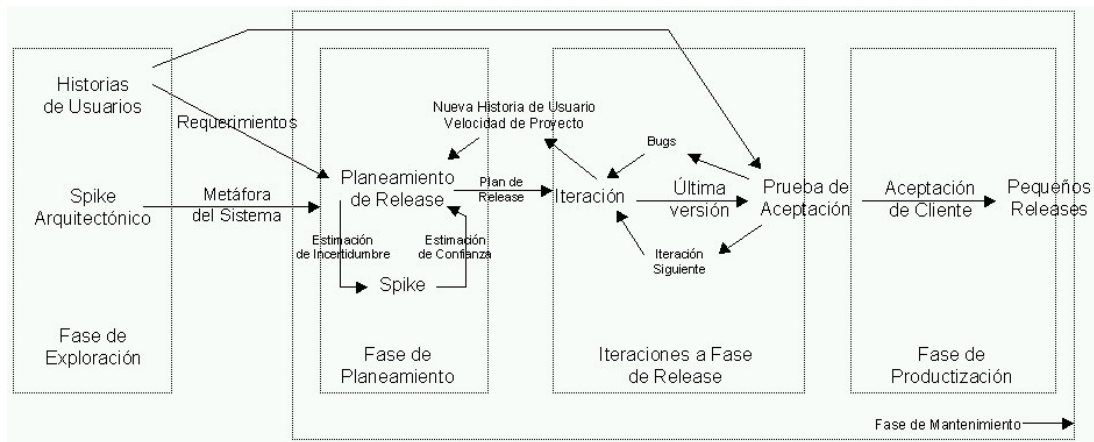 Historias
de Usuarios
Requerimientos
Spike
Arquitectónico
Metáfora
del Sistema
Fase de
Exploración
Nueva Historia de Usuario
Velocidad de Proyecto
Planeamiento
de Release
Plan de
Release
Estimación
de Incertidumbre
Estimación
de Confianza
Spike
Fase de
Planeamiento
Bugs
Iteración
Última
versión
Prueba de
Aceptación
Iteración
Siguiente
Iteraciones a Fase
de Release
Aceptación
de Cliente
Pequeños
Releases
Fase de
Productización
Fase de Mantenimiento